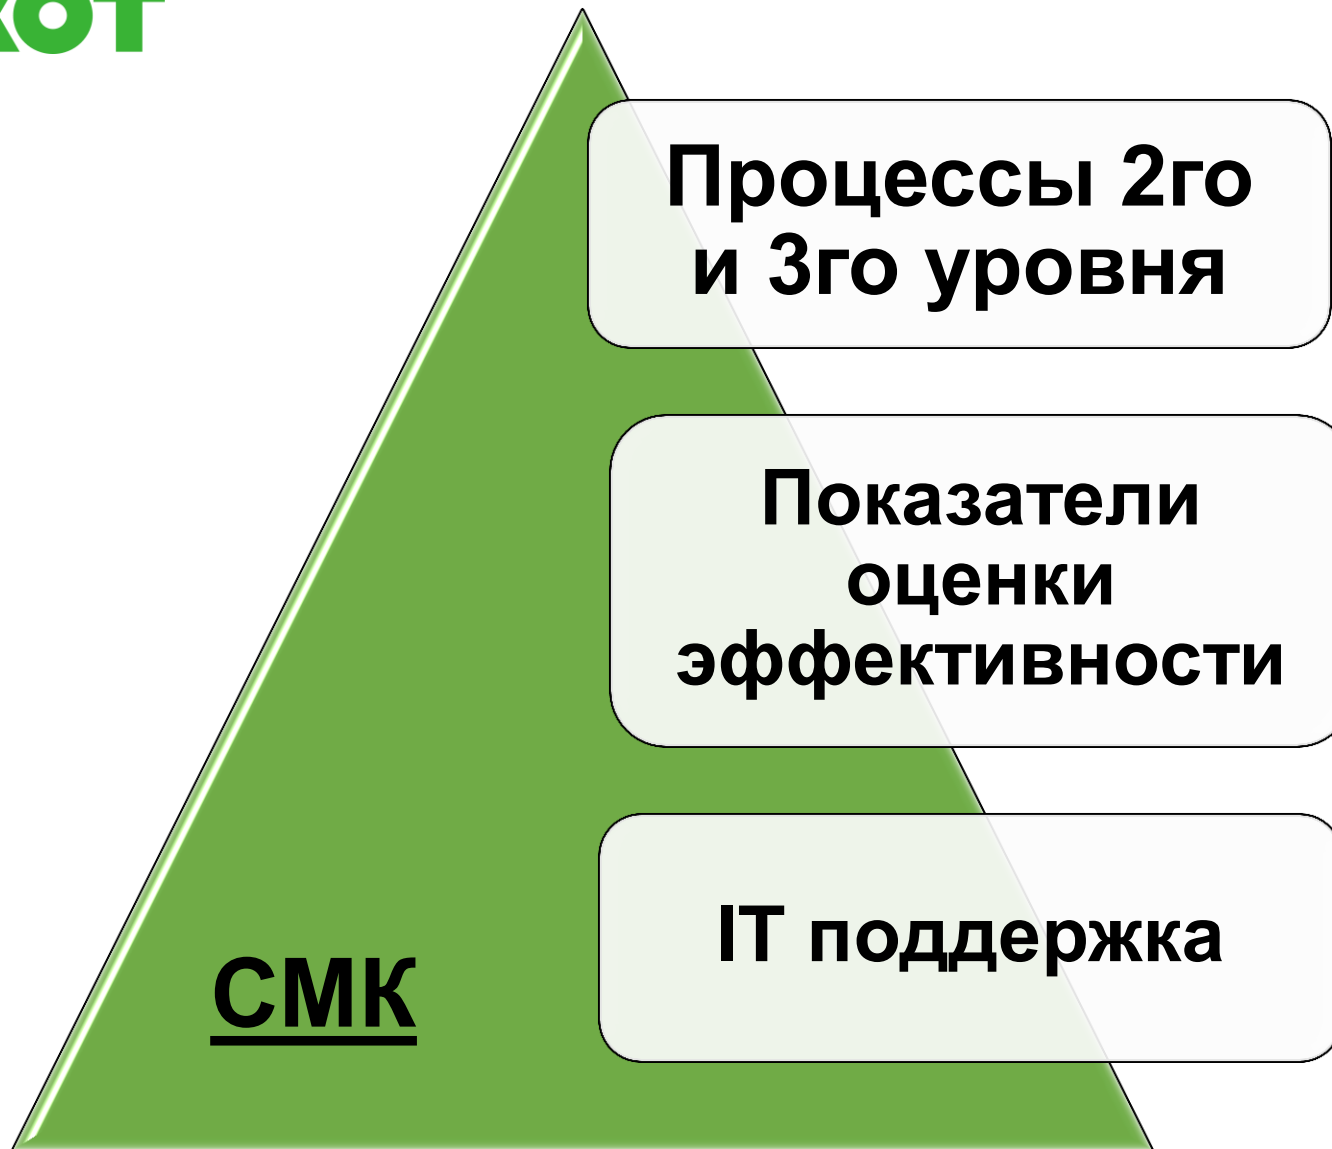 Процессы 2го
и 3го уровня
Показатели
оценки
эффективности
IT поддержка
СМК